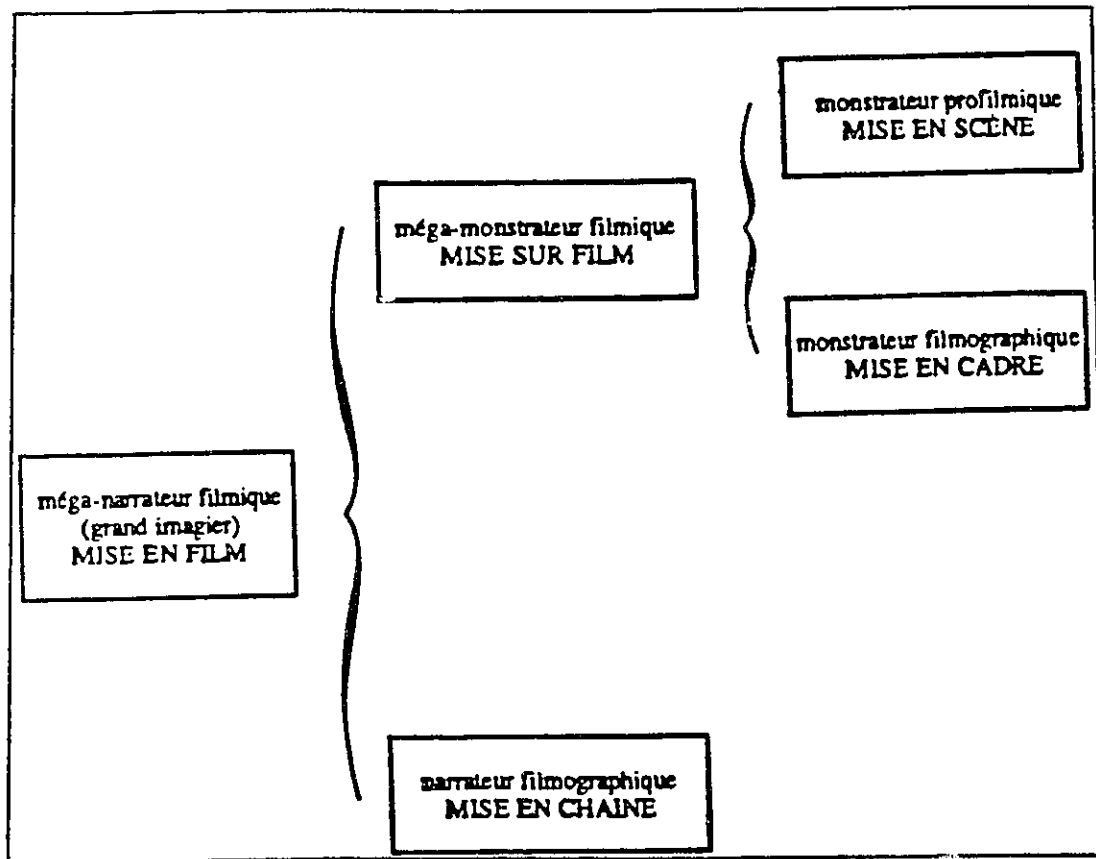 monstrateur profilmique
MISE EN SCÈNE
méga-monstrateur filmique
MISE SUR FILM
monstrateur filmographique
MISE EN CADRE
méga-narrateur filmique
(grand imagier)
MISE EN FILM
narrateur filmographique
MISE EN CHAINE